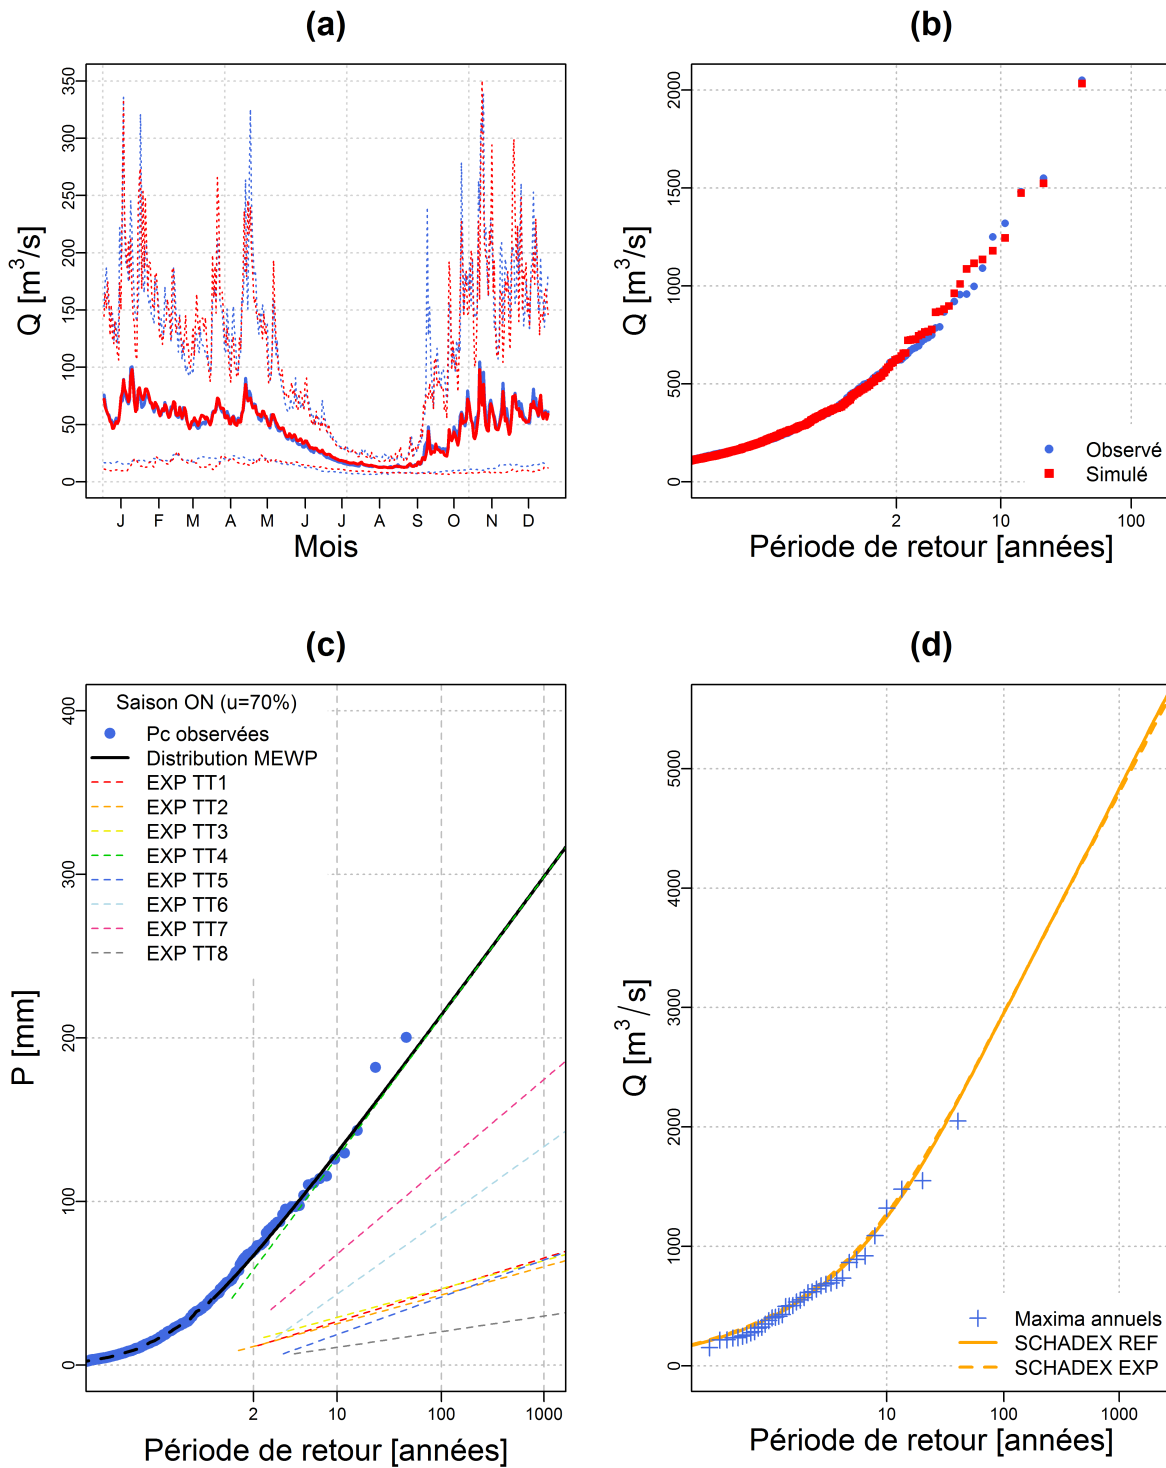 (a)
350
300
250
200
150
100
50
0
Q [m³/s]
J F M A M J J A S O N D
Mois
(b)
2000
1500
1000
500
0
Q [m³/s]
Observé
Simulé
2 10 100
Période de retour [années]
(c)
Saison ON (u=70%)
Pc observées
Distribution MEWP
EXP TT1
EXP TT2
EXP TT3
EXP TT4
EXP TT5
EXP TT6
EXP TT7
EXP TT8
400
300
200
100
0
P [mm]
2 10 100 1000
Période de retour [années]
(d)
5000
4000
3000
2000
1000
0
Q [m³/s]
Maxima annuels
SCHADEX REF
SCHADEX EXP
10 100 1000
Période de retour [années]